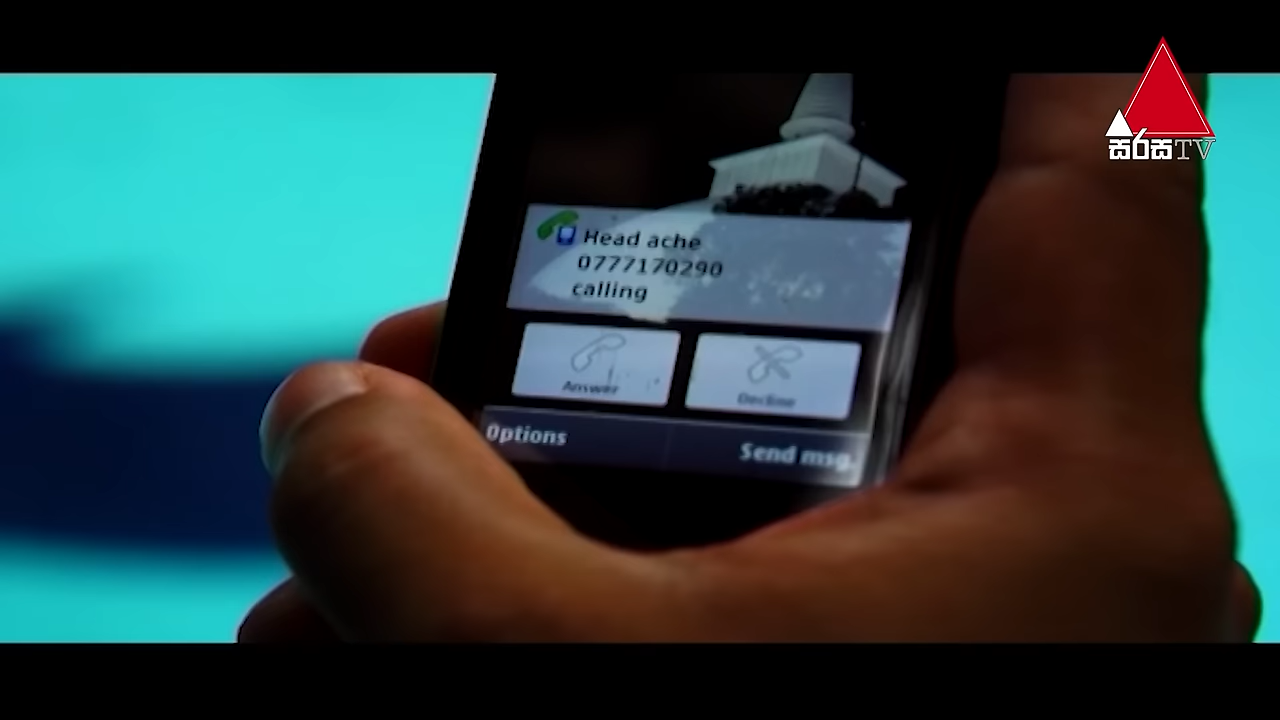 සිරස TV
Head ache
0777170290
calling
Answer
Decline
Options
Send msg.